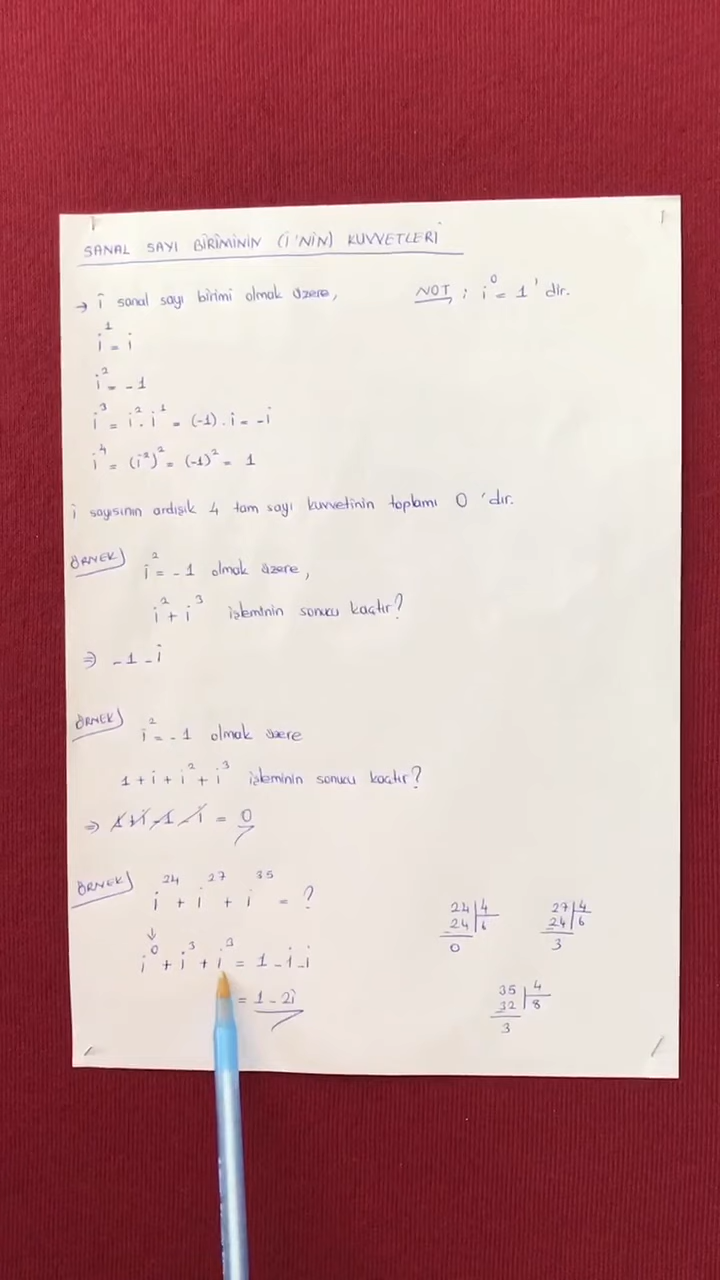 SANAL SAYI BİRİMİNİN (İ'NİN) KUVVETLERİ
→ i sanal sayı birimi olmak üzere,
NOT; i⁰ = 1' dir.
i¹ = i
i² = -1
i³ = i² . i¹ = (-1) . i = -i
i⁴ = (i²)² = (-1)² = 1
i sayısının ardışık 4 tam sayı kuvvetinin toplamı 0 'dır.
ÖRNEK) i² = -1 olmak üzere,
i² + i³ işleminin sonucu kaçtır?
⇒ -1 - i
ÖRNEK) i² = -1 olmak üzere
1 + i + i² + i³ işleminin sonucu kaçtır?
⇒ 1 + i - 1 - i = 0
ÖRNEK) i²⁴ + i²⁷ + i³⁵ = ?
↓
i⁰ + i³ + i³ = 1 - i - i
= 1 - 2i
24 | 4
- 24 | 6
0
27 | 4
- 24 | 6
3
35 | 4
- 32 | 8
3